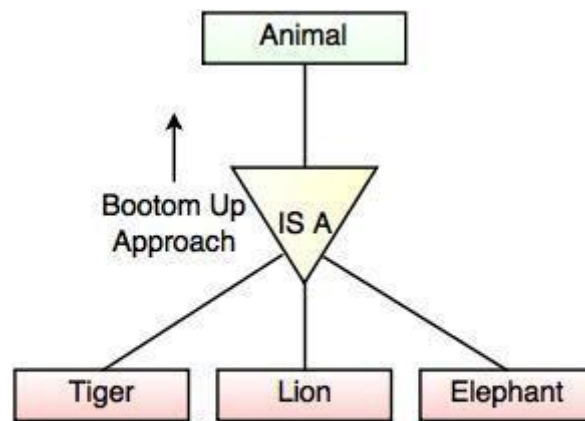 Animal
Bootom Up
Approach
IS A
Tiger
Lion
Elephant